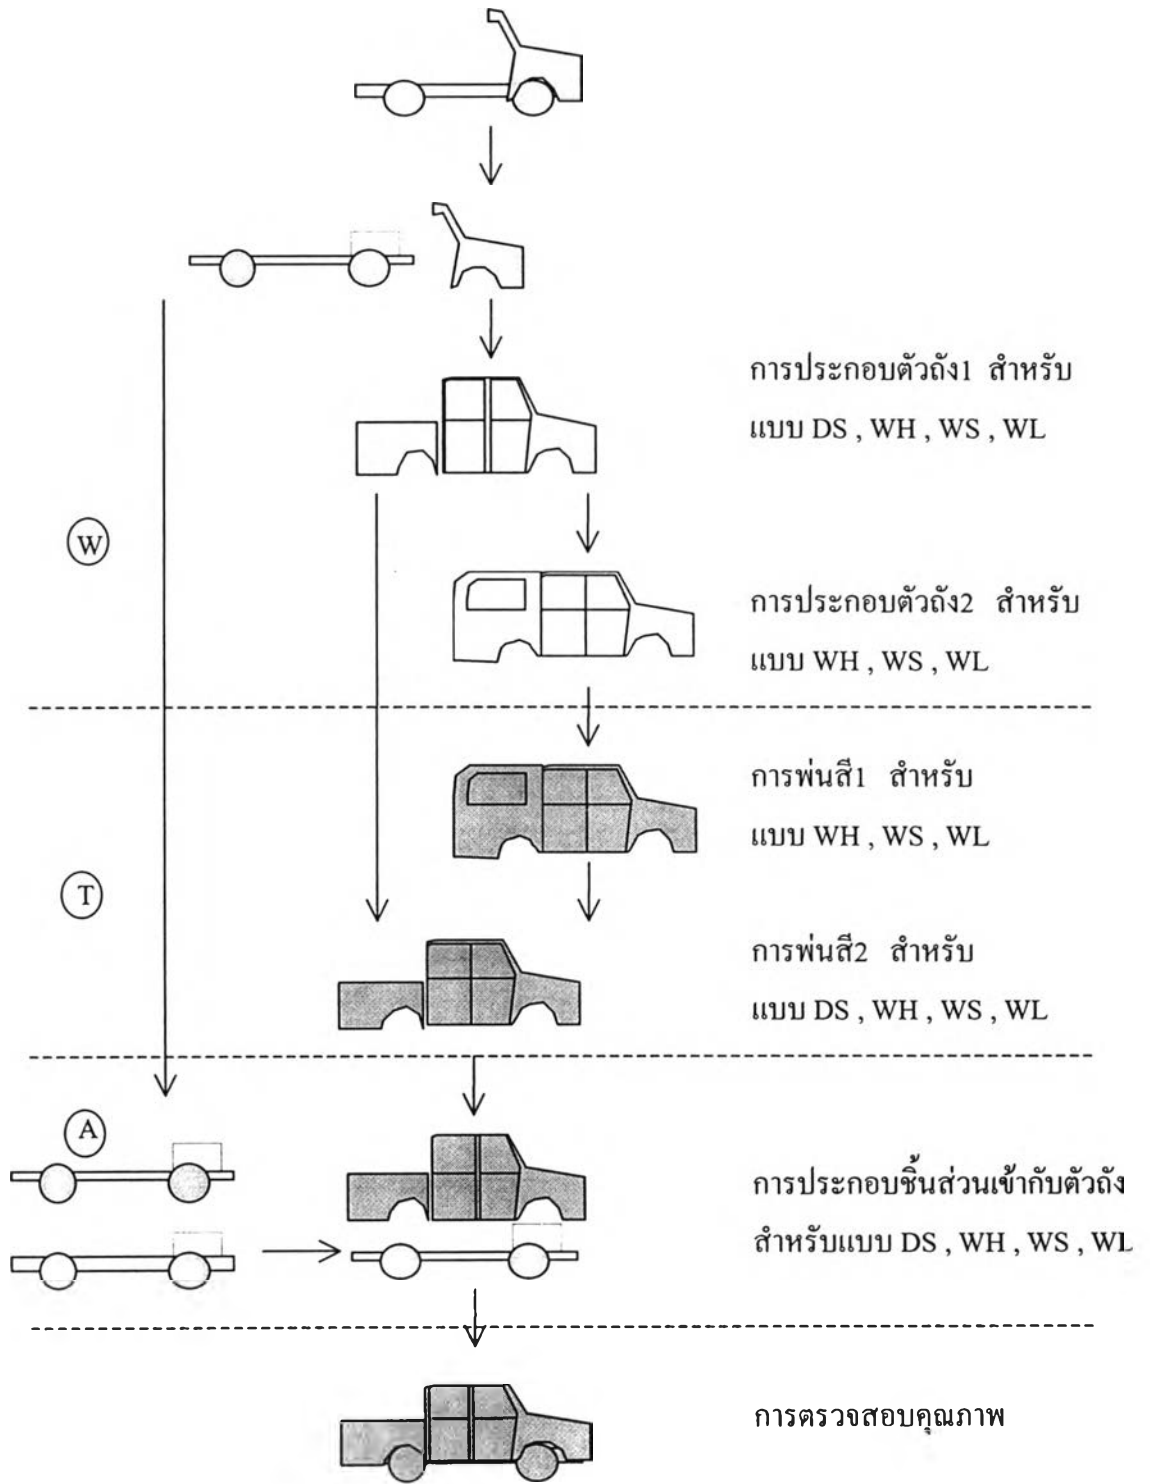 การประกอบตัวถัง1 สำหรับ
แบบ DS , WH , WS , WL
W
การประกอบตัวถัง2 สำหรับ
แบบ WH , WS , WL
การพ่นสี1 สำหรับ
แบบ WH , WS , WL
T
การพ่นสี2 สำหรับ
แบบ DS , WH , WS , WL
A
การประกอบชิ้นส่วนเข้ากับตัวถัง
สำหรับแบบ DS , WH , WS , WL
การตรวจสอบคุณภาพ